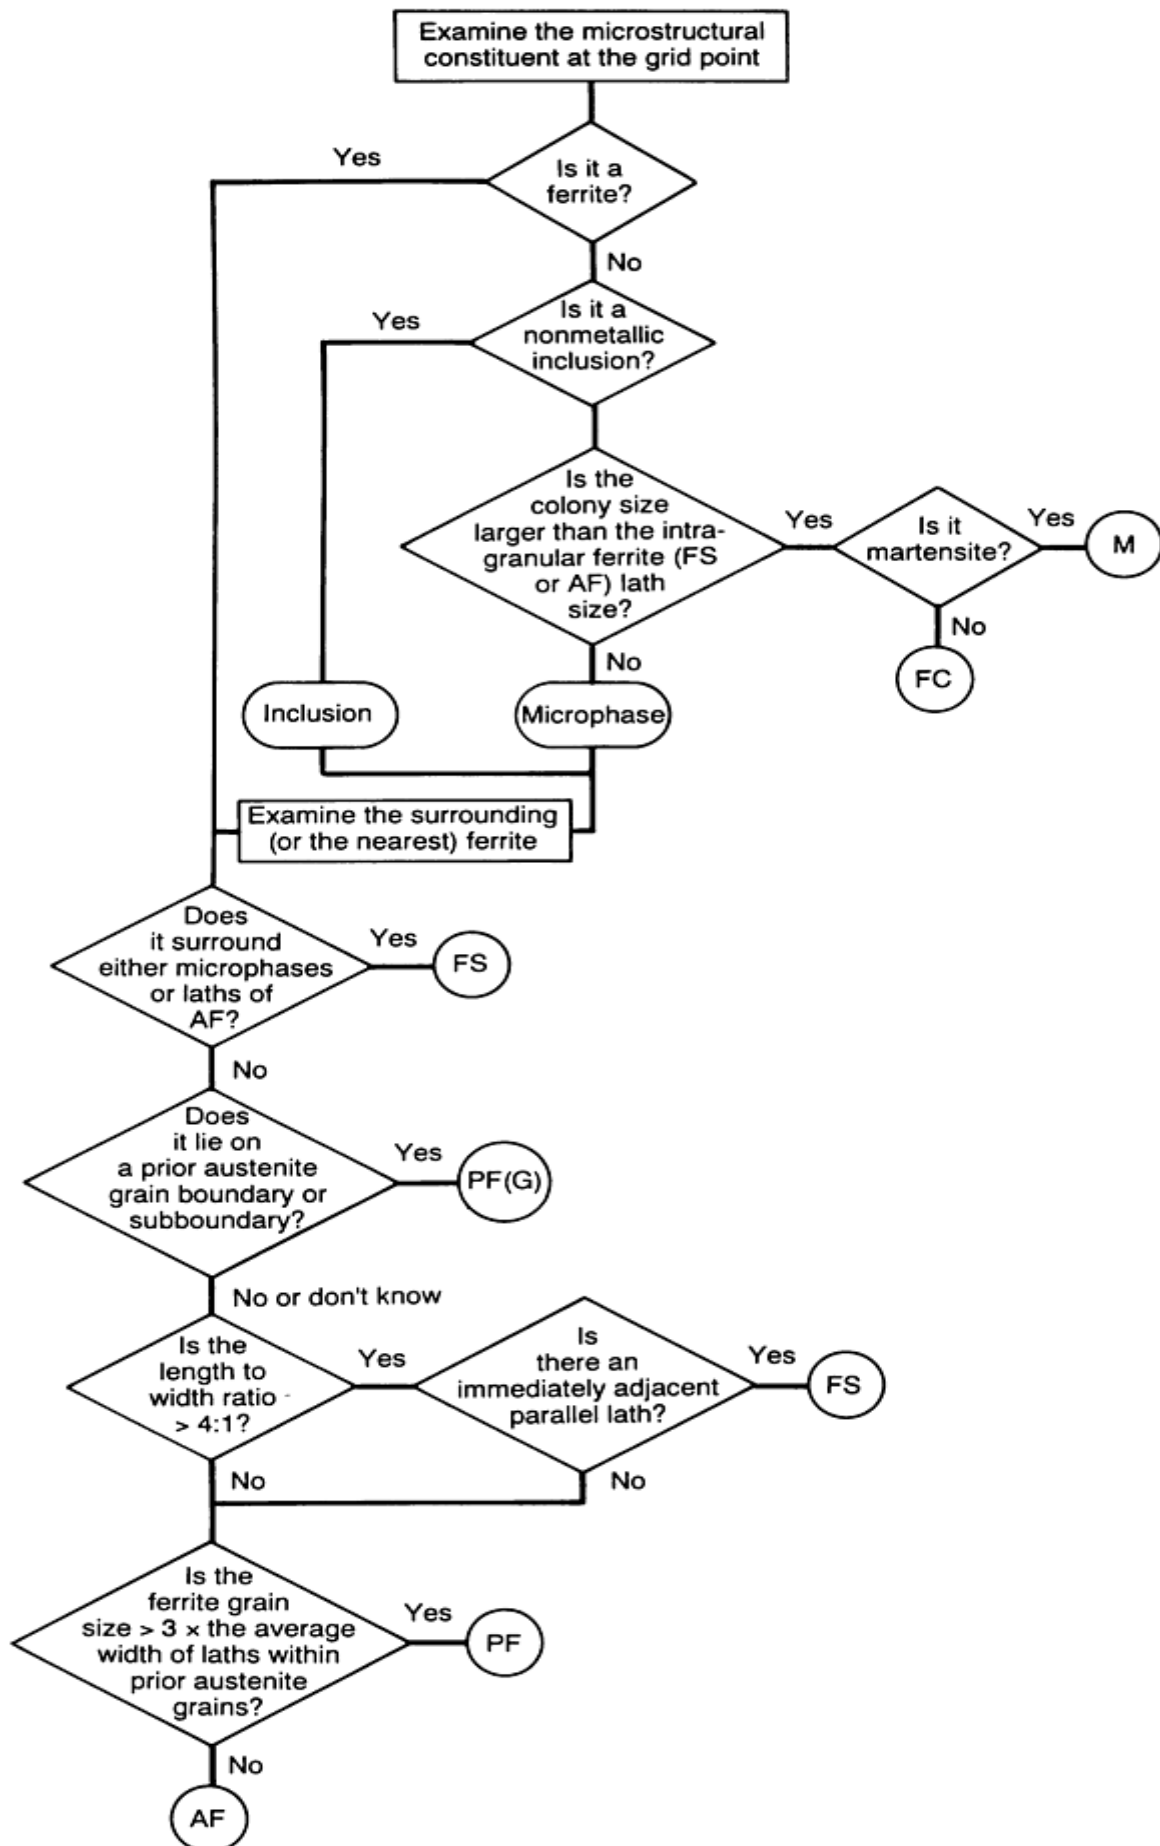 Examine the microstructural
constituent at the grid point
Yes
Is it a
ferrite?
No
Is it a
nonmetallic
inclusion?
Yes
Is the
colony size
larger than the intra-
granular ferrite (FS
or AF) lath
size?
Yes
Is it
martensite?
Yes
M
No
FC
No
Inclusion
Microphase
Examine the surrounding
(or the nearest) ferrite
Does
it surround
either microphases
or laths of
AF?
Yes
FS
No
Does
it lie on
a prior austenite
grain boundary or
subboundary?
Yes
PF(G)
No or don't know
Is the
length to
width ratio
> 4:1?
Yes
Is
there an
immediately adjacent
parallel lath?
Yes
FS
No
No
Is the
ferrite grain
size > 3 × the average
width of laths within
prior austenite
grains?
Yes
PF
No
AF